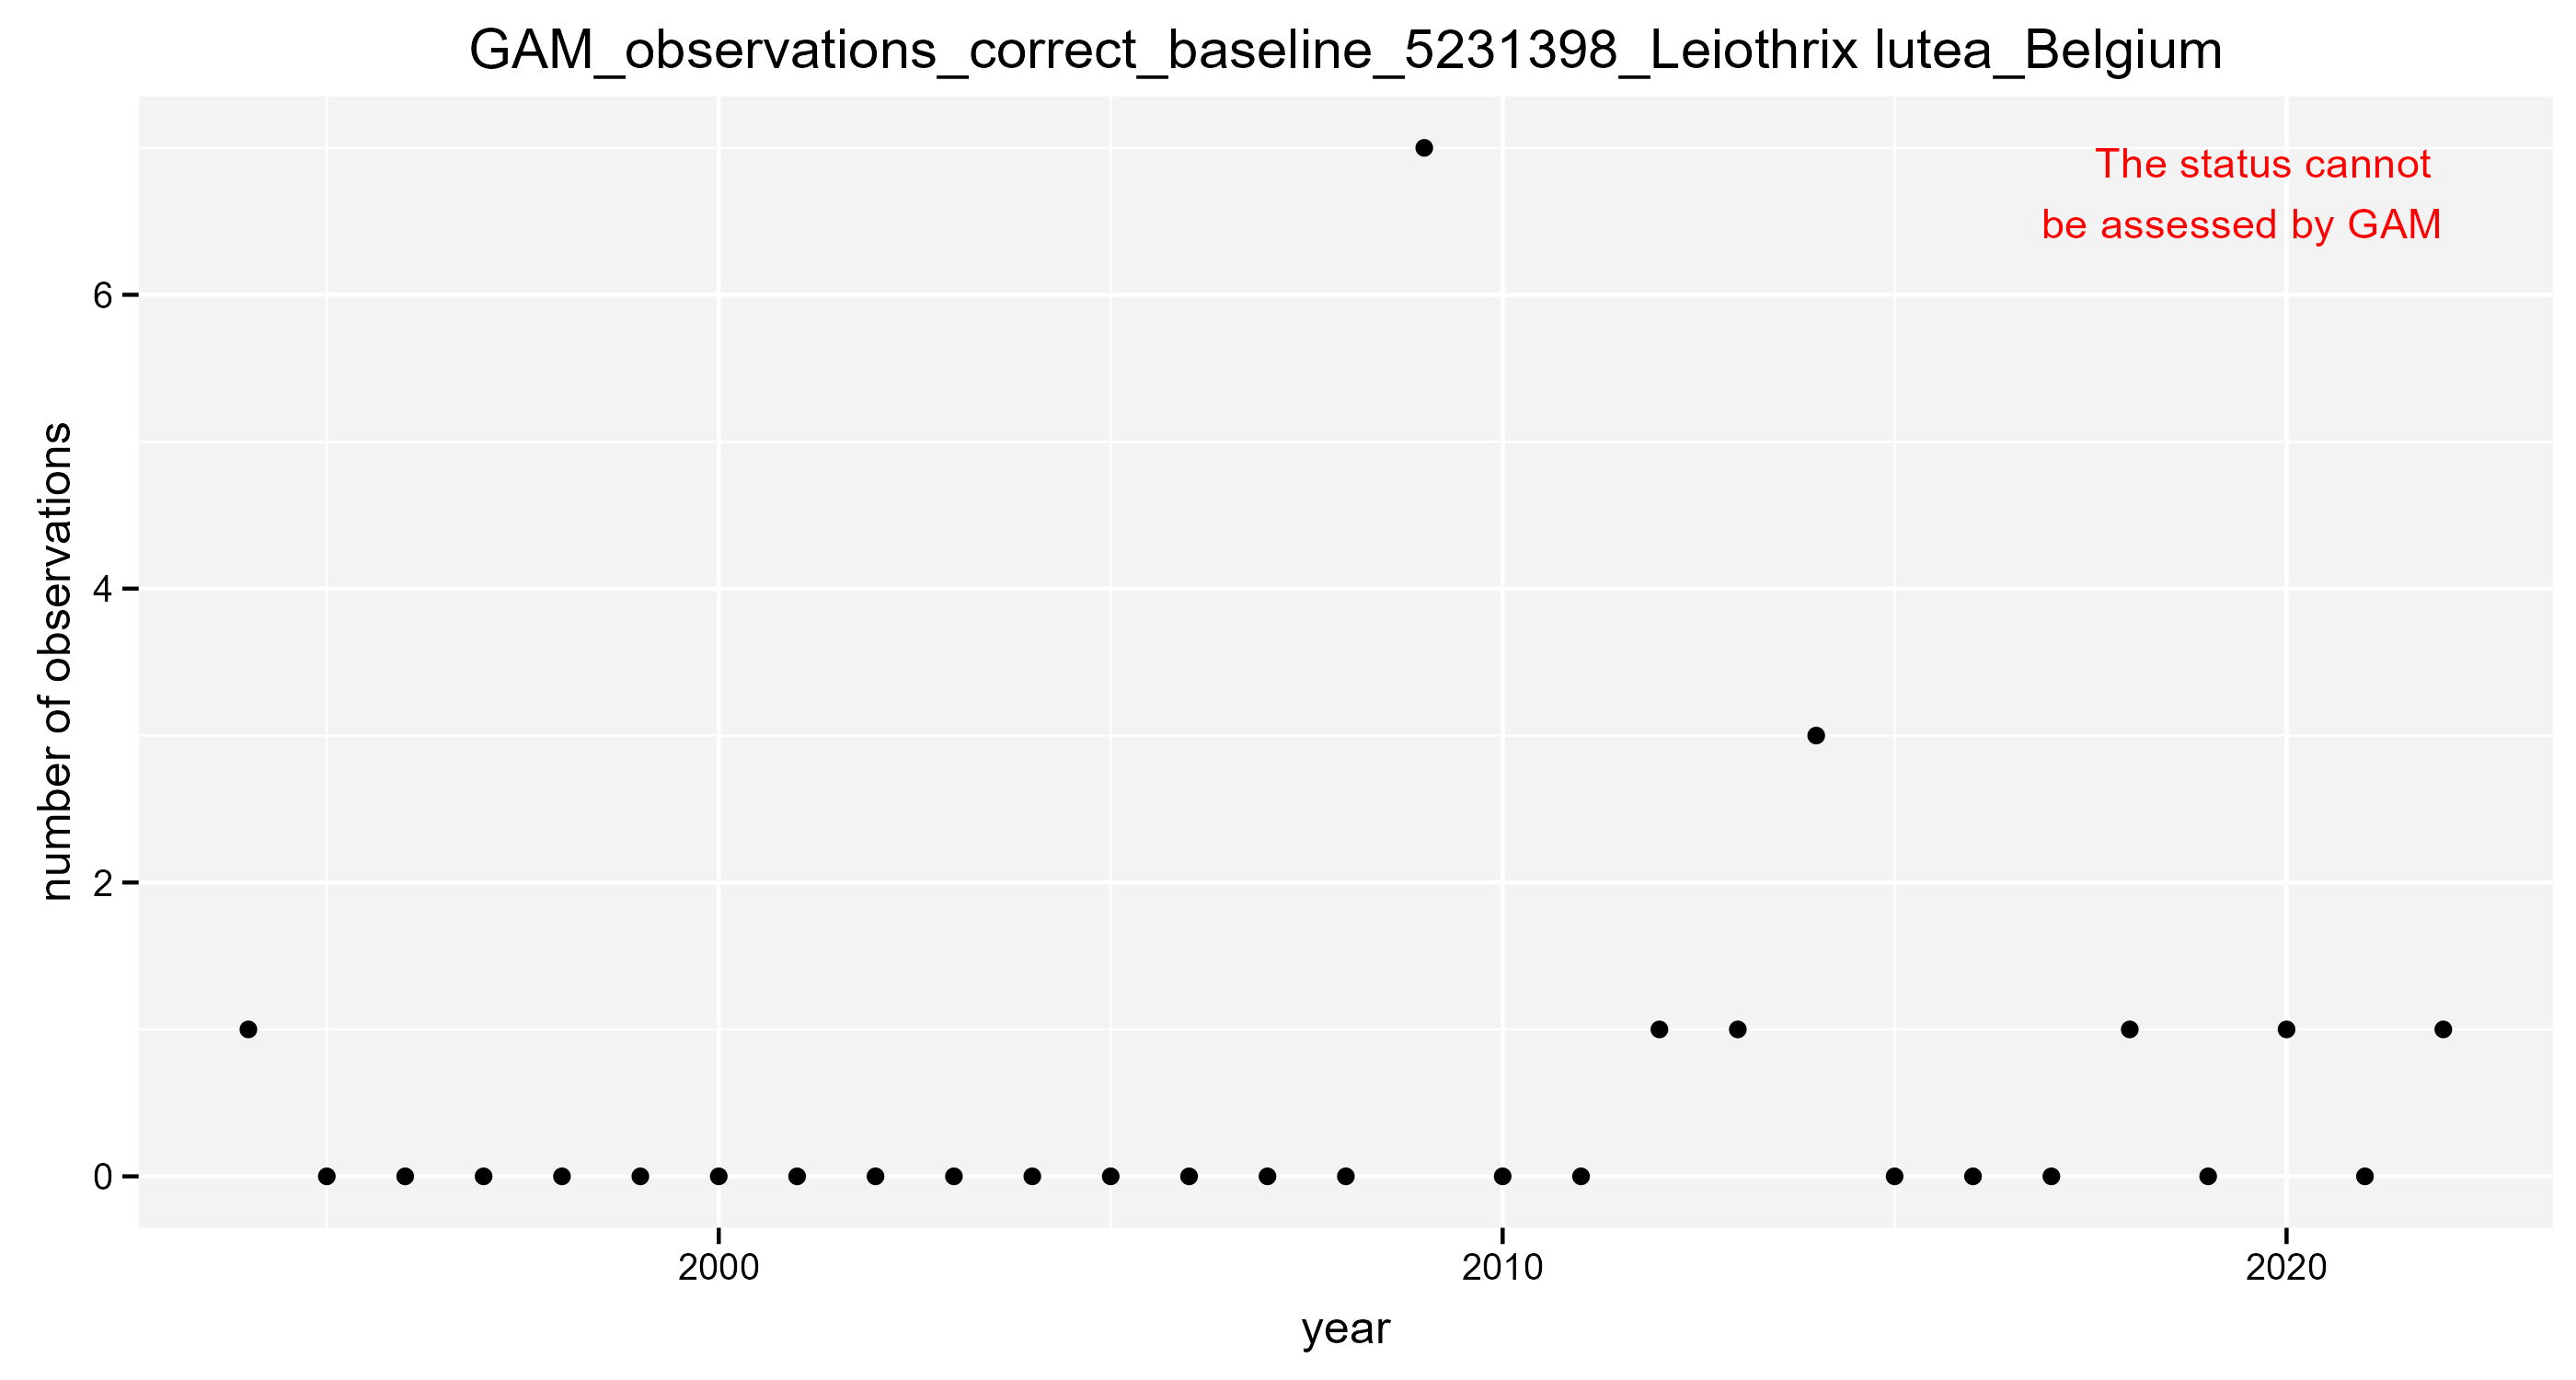 GAM_observations_correct_baseline_5231398_Leiothrix lutea_Belgium
The status cannot
be assessed by GAM
number of observations
6
4
2
0
2000
2010
2020
year